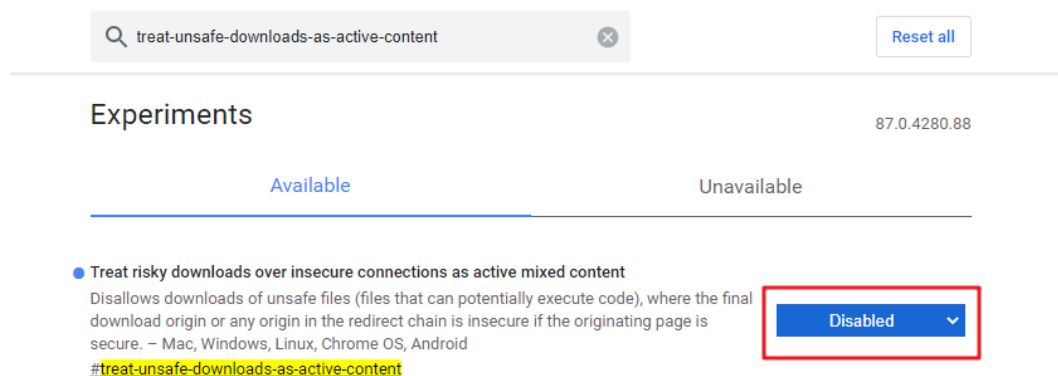 treat-unsafe-downloads-as-active-content
Reset all
Experiments
87.0.4280.88
Available
Unavailable
Treat risky downloads over insecure connections as active mixed content
Disallows downloads of unsafe files (files that can potentially execute code), where the final
download origin or any origin in the redirect chain is insecure if the originating page is
secure. – Mac, Windows, Linux, Chrome OS, Android
#treat-unsafe-downloads-as-active-content
Disabled